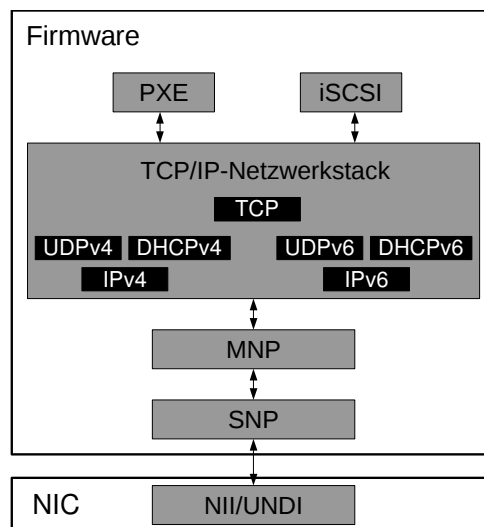 Firmware
PXE iSCSI
TCP/IP-Netzwerkstack
TCP
UDPv4 DHCPv4 UDPv6 DHCPv6
IPv4 IPv6
MNP
SNP
NIC NII/UNDI